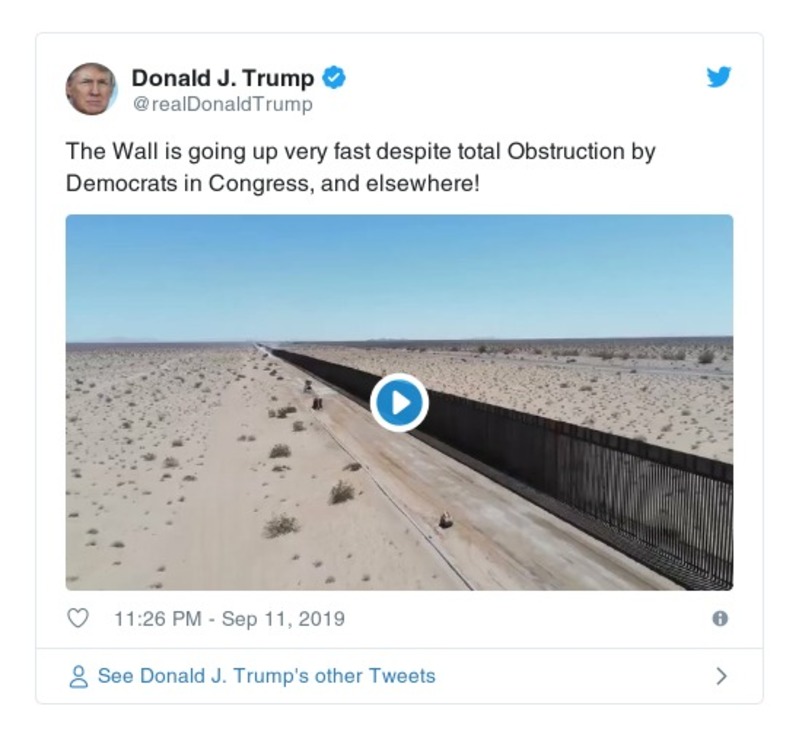 Donald J. Trump
@realDonaldTrump
The Wall is going up very fast despite total Obstruction by
Democrats in Congress, and elsewhere!
11:26 PM - Sep 11, 2019
See Donald J. Trump's other Tweets